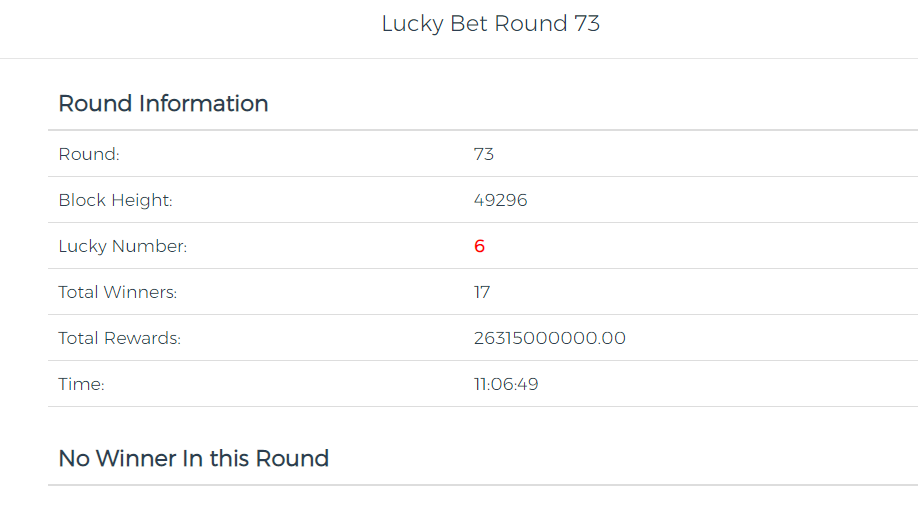 Lucky Bet Round 73
Round Information
Round: 73
Block Height: 49296
Lucky Number: 6
Total Winners: 17
Total Rewards: 26315000000.00
Time: 11:06:49
No Winner In this Round